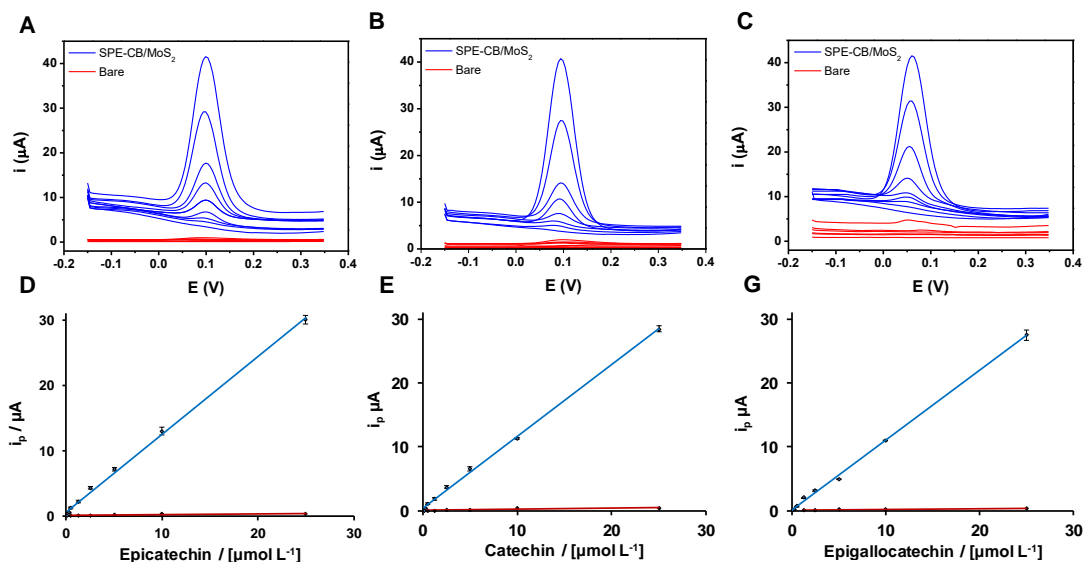 A
SPE-CB/MoS₂
Bare
50
40
30
20
10
0
i (µA)
-0.2 -0.1 0.0 0.1 0.2 0.3 0.4
E (V)
B
SPE-CB/MoS₂
Bare
50
40
30
20
10
0
i (µA)
-0.2 -0.1 0.0 0.1 0.2 0.3 0.4
E (V)
C
SPE-CB/MoS₂
Bare
50
40
30
20
10
0
i (µA)
-0.2 -0.1 0.0 0.1 0.2 0.3 0.4
E (V)
D
30
20
10
0
iₚ / µA
0 10 20 30
Epicatechin / [µmol L⁻¹]
E
30
20
10
0
iₚ µA
0 10 20 30
Catechin / [µmol L⁻¹]
G
30
20
10
0
iₚ µA
0 10 20 30
Epigallocatechin / [µmol L⁻¹]